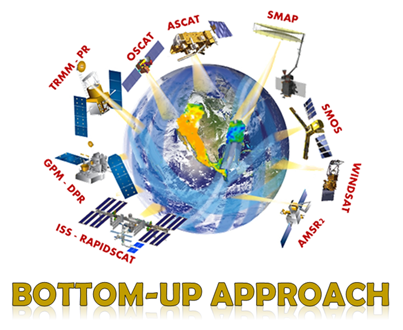 TRMM PR
OSCAT
ASCAT
SMAP
SMOS
WINDSAT
AMSR2
ISS - RAPIDSCAT
GPM - DPR
BOTTOM-UP APPROACH